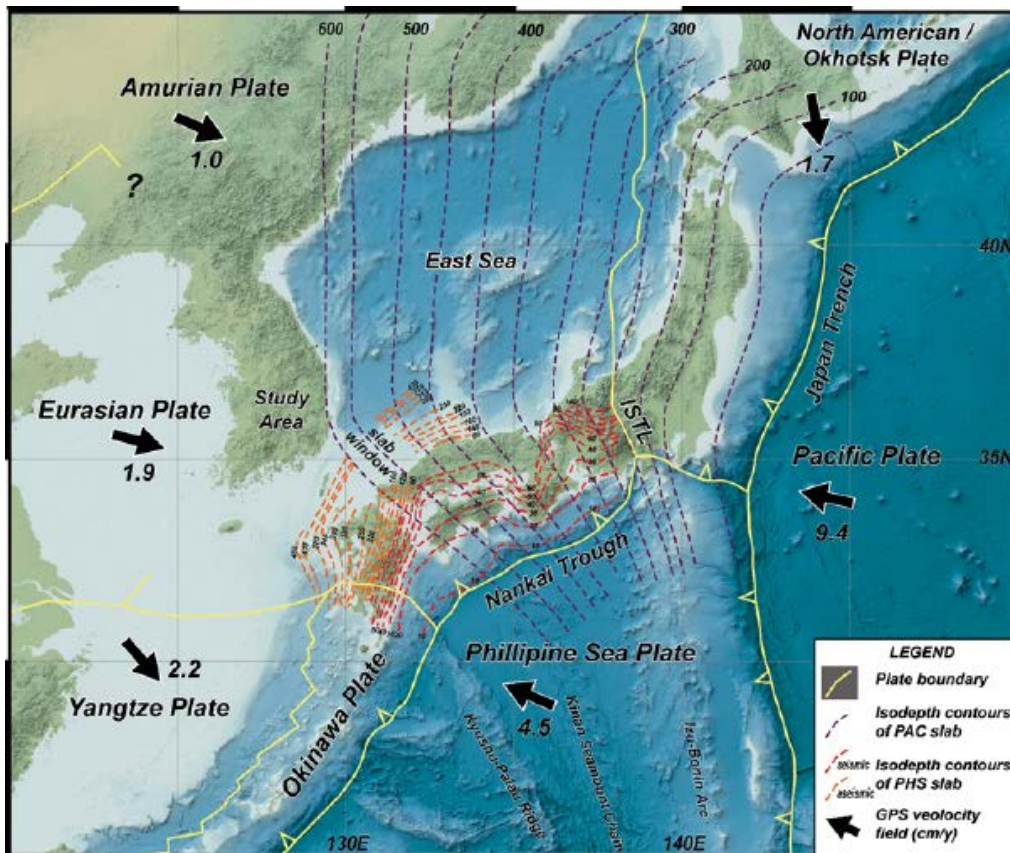 600
500
400
300
North American /
Okhotsk Plate
200
100
Amurian Plate
1.0
1.7
?
East Sea
40N
Japan Trench
Study
Area
Eurasian Plate
1.9
slab
window
ISTL
35N
Pacific Plate
9.4
Nankai Trough
2.2
Yangtze Plate
Okinawa Plate
Phillipine Sea Plate
4.5
Kyushu-Palau Ridge
Kinan Seamount Chain
Izu-Bonin Arc
130E
140E
LEGEND
Plate boundary
Isodepth contours
of PAC slab
seismic
Isodepth contours
aseismic
of PHS slab
GPS veolocity
field (cm/y)